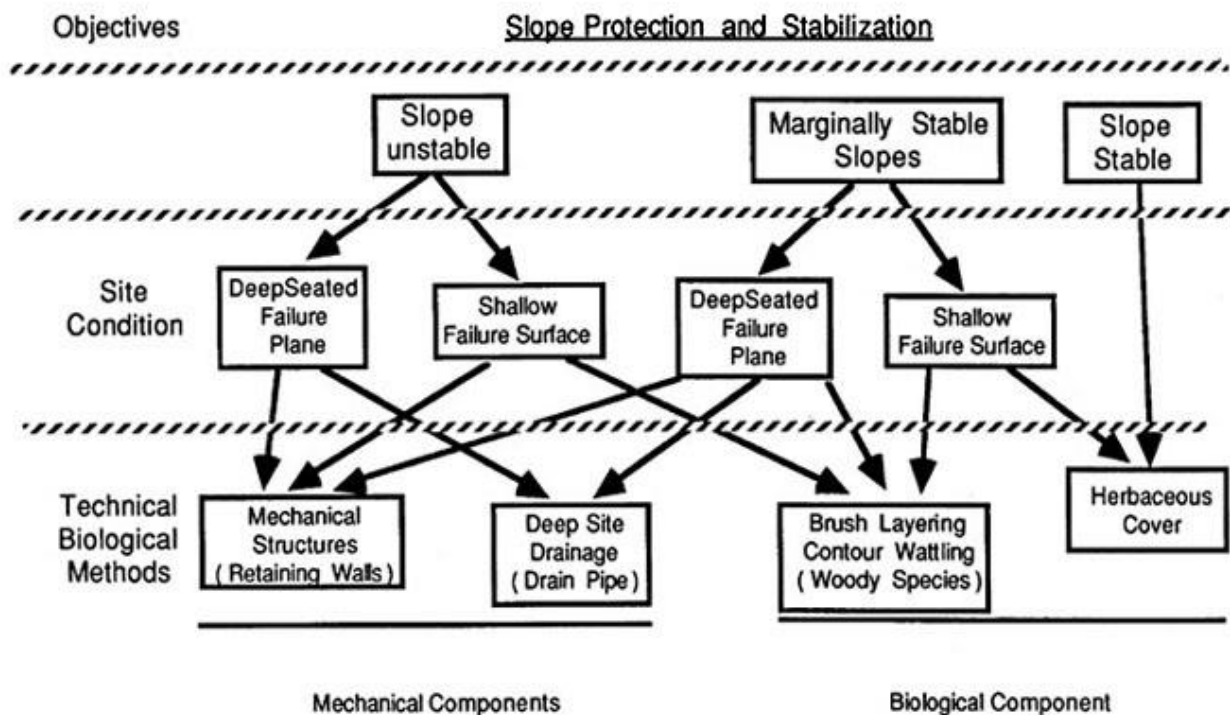 Objectives
Slope Protection and Stabilization
Slope
unstable
Marginally Stable
Slopes
Slope
Stable
Site
Condition
DeepSeated
Failure
Plane
Shallow
Failure Surface
DeepSeated
Failure
Plane
Shallow
Failure Surface
Technical
Biological
Methods
Mechanical
Structures
( Retaining Walls)
Deep Site
Drainage
( Drain Pipe )
Brush Layering
Contour Wattling
( Woody Species)
Herbaceous
Cover
Mechanical Components
Biological Component